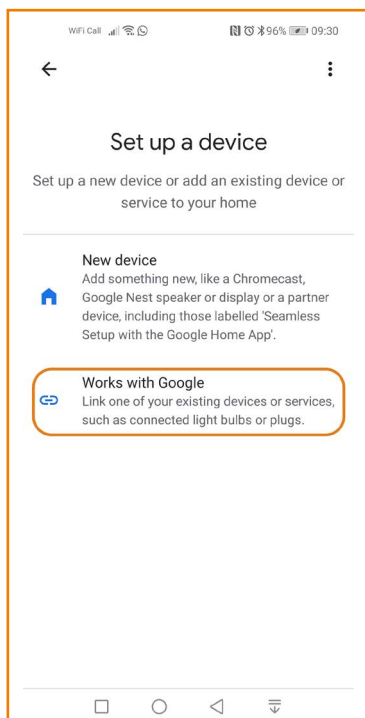 WiFi Call 96% 09:30
Set up a device
Set up a new device or add an existing device or
service to your home
New device
Add something new, like a Chromecast,
Google Nest speaker or display or a partner
device, including those labelled 'Seamless
Setup with the Google Home App'.
Works with Google
Link one of your existing devices or services,
such as connected light bulbs or plugs.